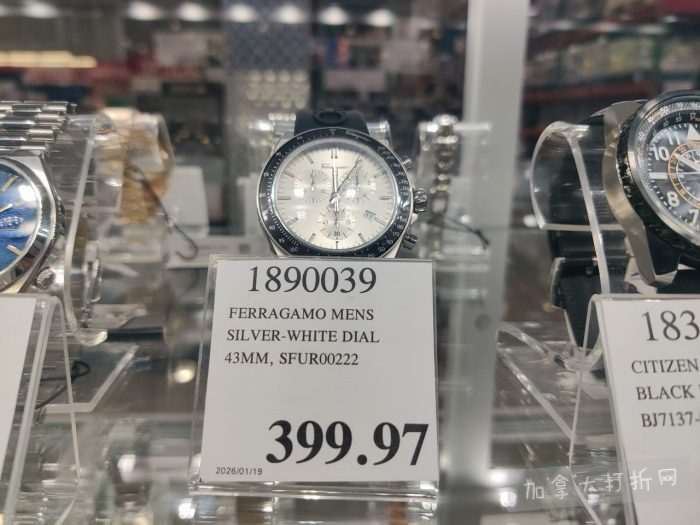 1890039
FERRAGAMO MENS
SILVER-WHITE DIAL
43MM, SFUR00222
399.97
2026/01/19
183
CITIZEN
BLACK
BJ7137-
加拿大打折网